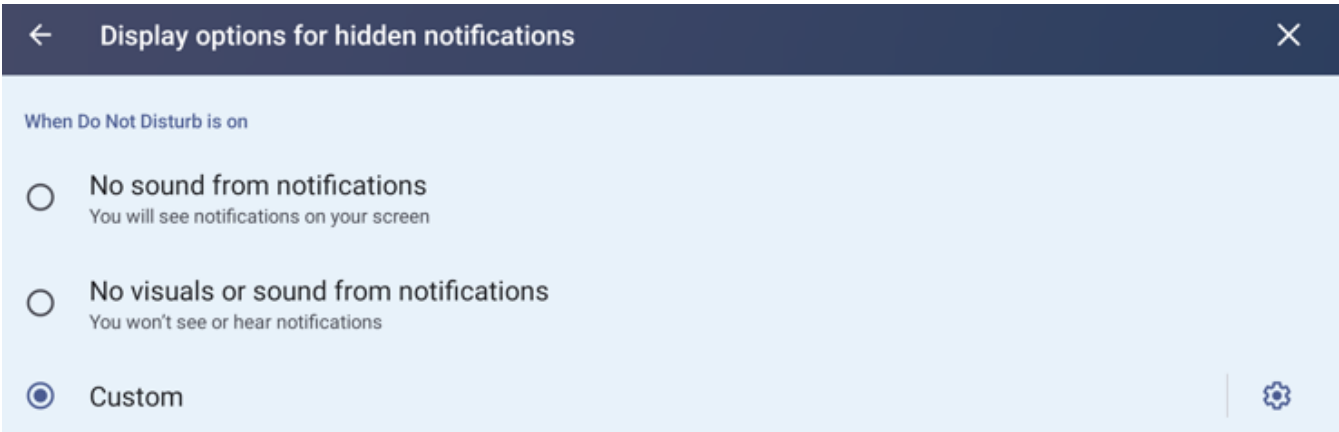 Display options for hidden notifications
When Do Not Disturb is on
No sound from notifications
You will see notifications on your screen
No visuals or sound from notifications
You won't see or hear notifications
Custom